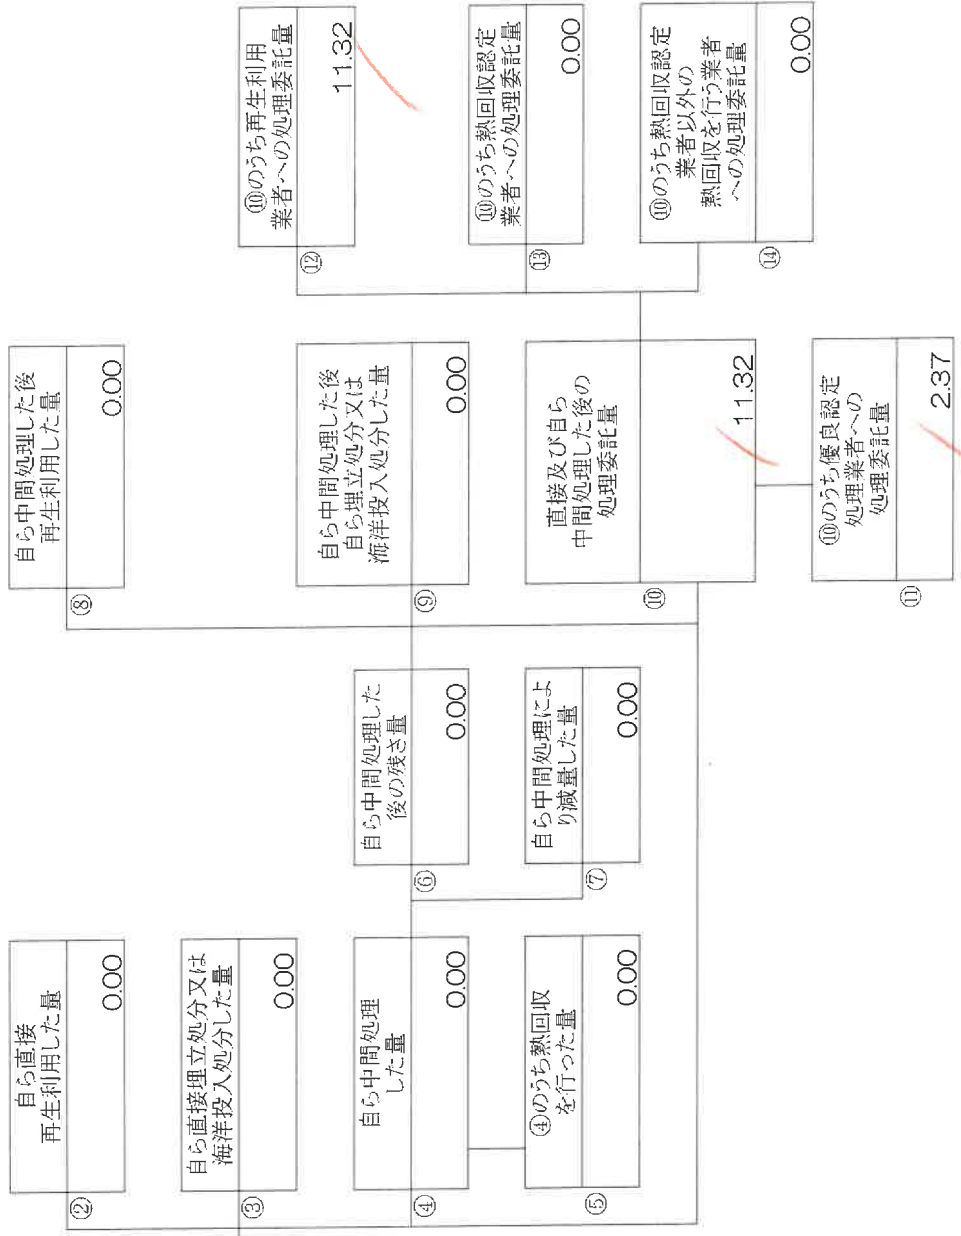 ②
自ら直接
再生利用した量
0.00
③
自ら直接埋立処分又は
海洋投入処分した量
0.00
④
自ら中間処理
した量
0.00
⑤
④のうち熱回収
を行った量
0.00
⑥
自ら中間処理した
後の残さ量
0.00
⑦
自ら中間処理によ
り減量した量
0.00
⑧
自ら中間処理した後
再生利用した量
0.00
⑨
自ら中間処理した後
自ら埋立処分又は
海洋投入処分した量
0.00
⑩
直接及び自ら
中間処理した後の
処理委託量
11.32
⑪
⑩のうち優良認定
処理業者への
処理委託量
2.37
⑫
⑩のうち再生利用
業者への処理委託量
11.32
⑬
⑩のうち熱回収認定
業者への処理委託量
0.00
⑭
⑩のうち熱回収認定
業者以外の
熱回収を行う業者
への処理委託量
0.00